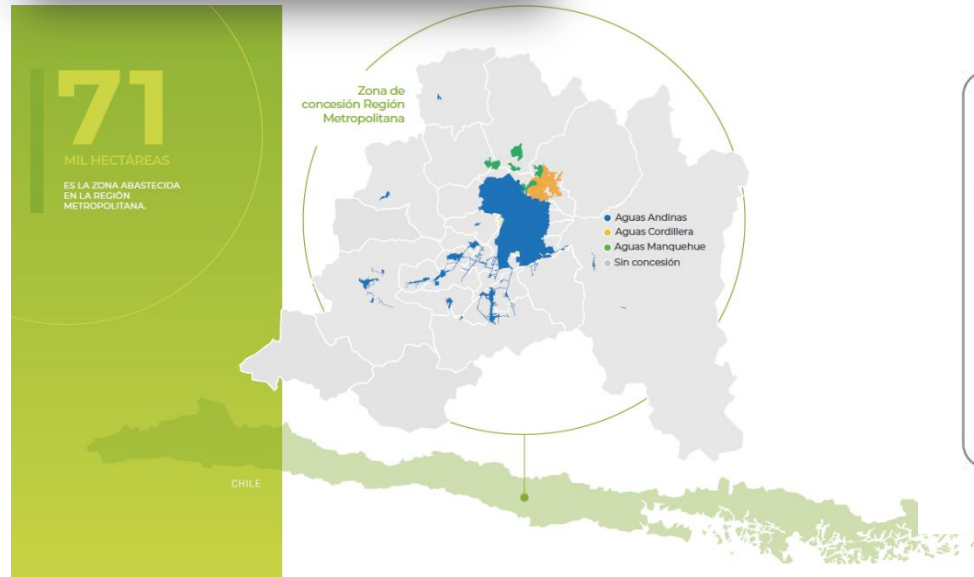 71
MIL HECTÁREAS
ES LA ZONA ABASTECIDA
EN LA REGIÓN
METROPOLITANA.
Zona de
concesión Región
Metropolitana
Aguas Andinas
Aguas Cordillera
Aguas Manquehue
Sin concesión
CHILE